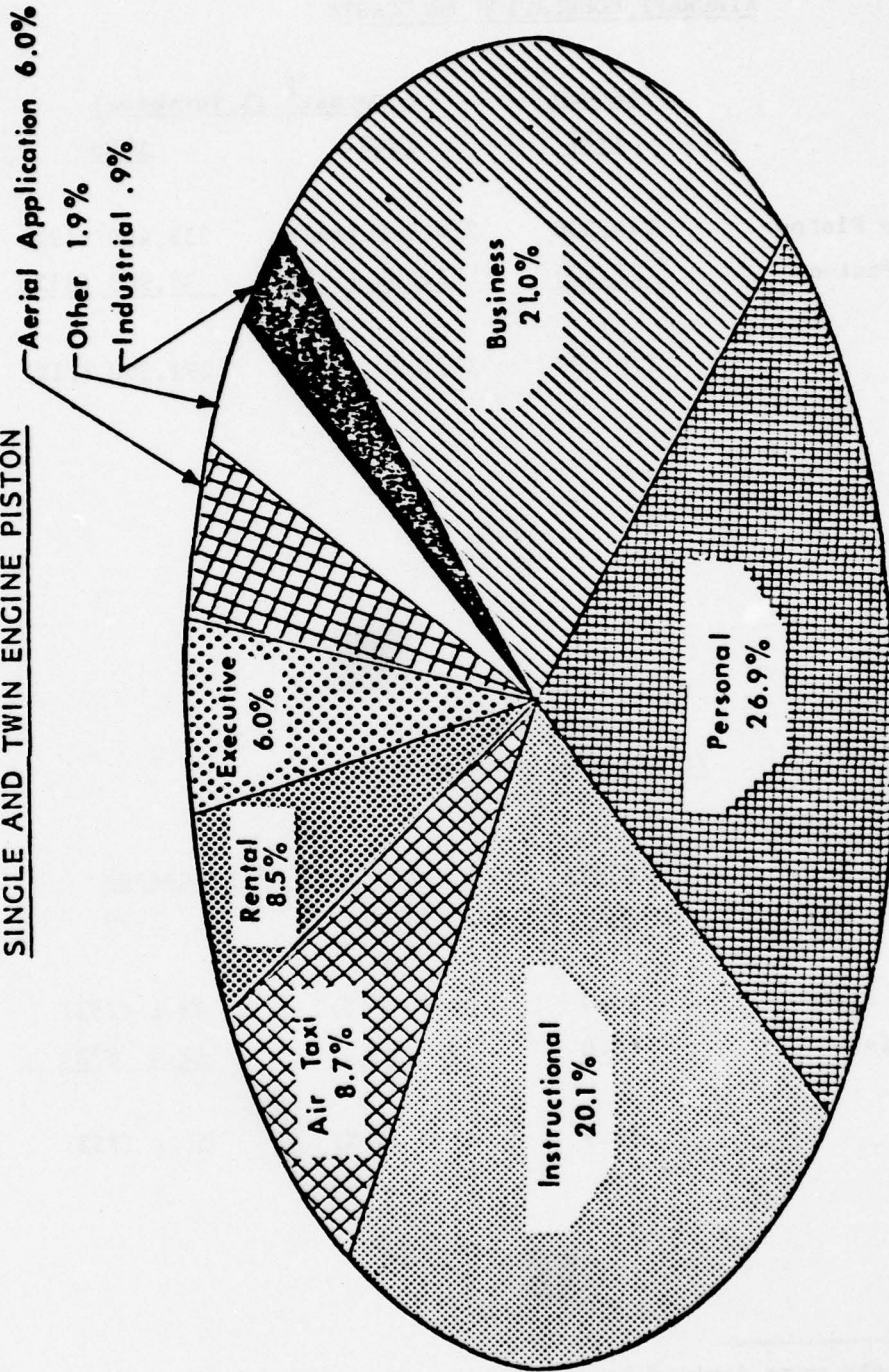 SINGLE AND TWIN ENGINE PISTON
Aerial Application 6.0%
Other 1.9%
Industrial .9%
Business
21.0%
Personal
26.9%
Instructional
20.1%
Air Taxi
8.7%
Rental
8.5%
Executive
6.0%